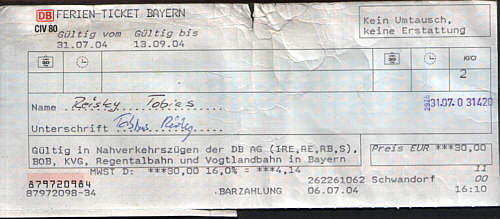 DB FERIEN-TICKET BAYERN
CIV 80
Gültig vom Gültig bis
31.07.04 13.09.04
Kein Umtausch,
keine Erstattung
2
Name Reisky Tobias
31.07.0 31420
Unterschrift Tobias Reisky
Gültig in Nahverkehrszügen der DB AG (IRE,RE,RB,S),
BOB, KVG, Regentalbahn und Vogtlandbahn in Bayern
Preis EUR ***30,00
MWST D: ***30,00 16,0% = ***4,14
11
879720984
262261062 Schwandorf 00
87972098-34 BARZAHLUNG 06.07.04 16:10